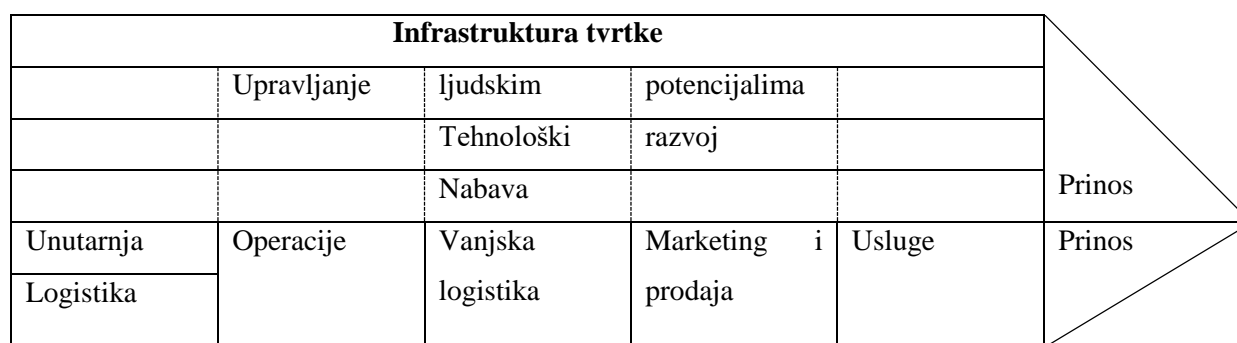 Infrastruktura tvrtke
Upravljanje ljudskim potencijalima
Tehnološki razvoj
Nabava
Prinos
Unutarnja Operacije Vanjska Marketing i Usluge Prinos
Logistika logistika prodaja